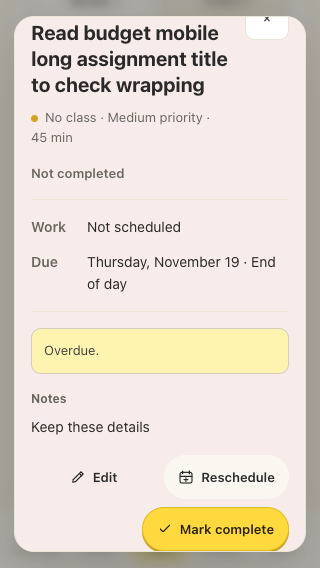 Read budget mobile
long assignment title
to check wrapping
No class · Medium priority ·
45 min
Not completed
Work Not scheduled
Due Thursday, November 19 · End
of day
Overdue.
Notes
Keep these details
Edit
Reschedule
Mark complete